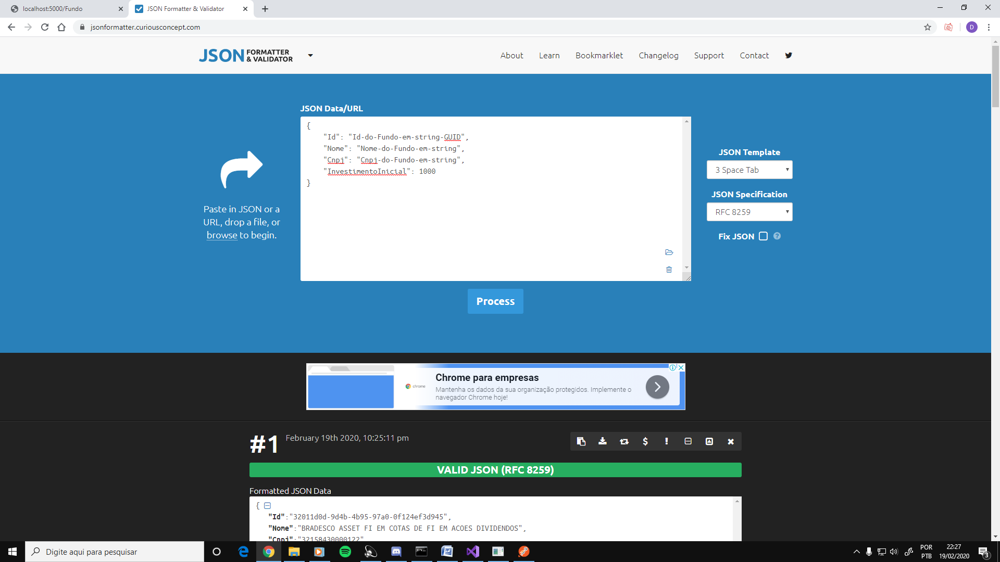 localhost:5000/Fundo
JSON Formatter & Validator
jsonformatter.curiousconcept.com
D
JSON FORMATTER & VALIDATOR
About
Learn
Bookmarklet
Changelog
Support
Contact
JSON Data/URL
{
"Id": "Id-do-Fundo-em-string-GUID",
"Nome": "Nome-do-Fundo-em-string",
"Cnpj": "Cnpj-do-Fundo-em-string",
"InvestimentoInicial": 1000
}
Paste in JSON or a
URL, drop a file, or
browse to begin.
JSON Template
3 Space Tab
JSON Specification
RFC 8259
Fix JSON
Process
chrome
Chrome para empresas
Mantenha os dados da sua organização protegidos. Implemente o
navegador Chrome hoje!
#1
February 19th 2020, 10:25:11 pm
VALID JSON (RFC 8259)
Formatted JSON Data
{
"Id":"32011d0d-9d4b-4b95-97a0-0f124ef3d945",
"Nome":"BRADESCO ASSET FI EM COTAS DE FI EM ACOES DIVIDENDOS",
"Cnpj":"32158430000122"
Digite aqui para pesquisar
POR
PTB
22:27
19/02/2020
3